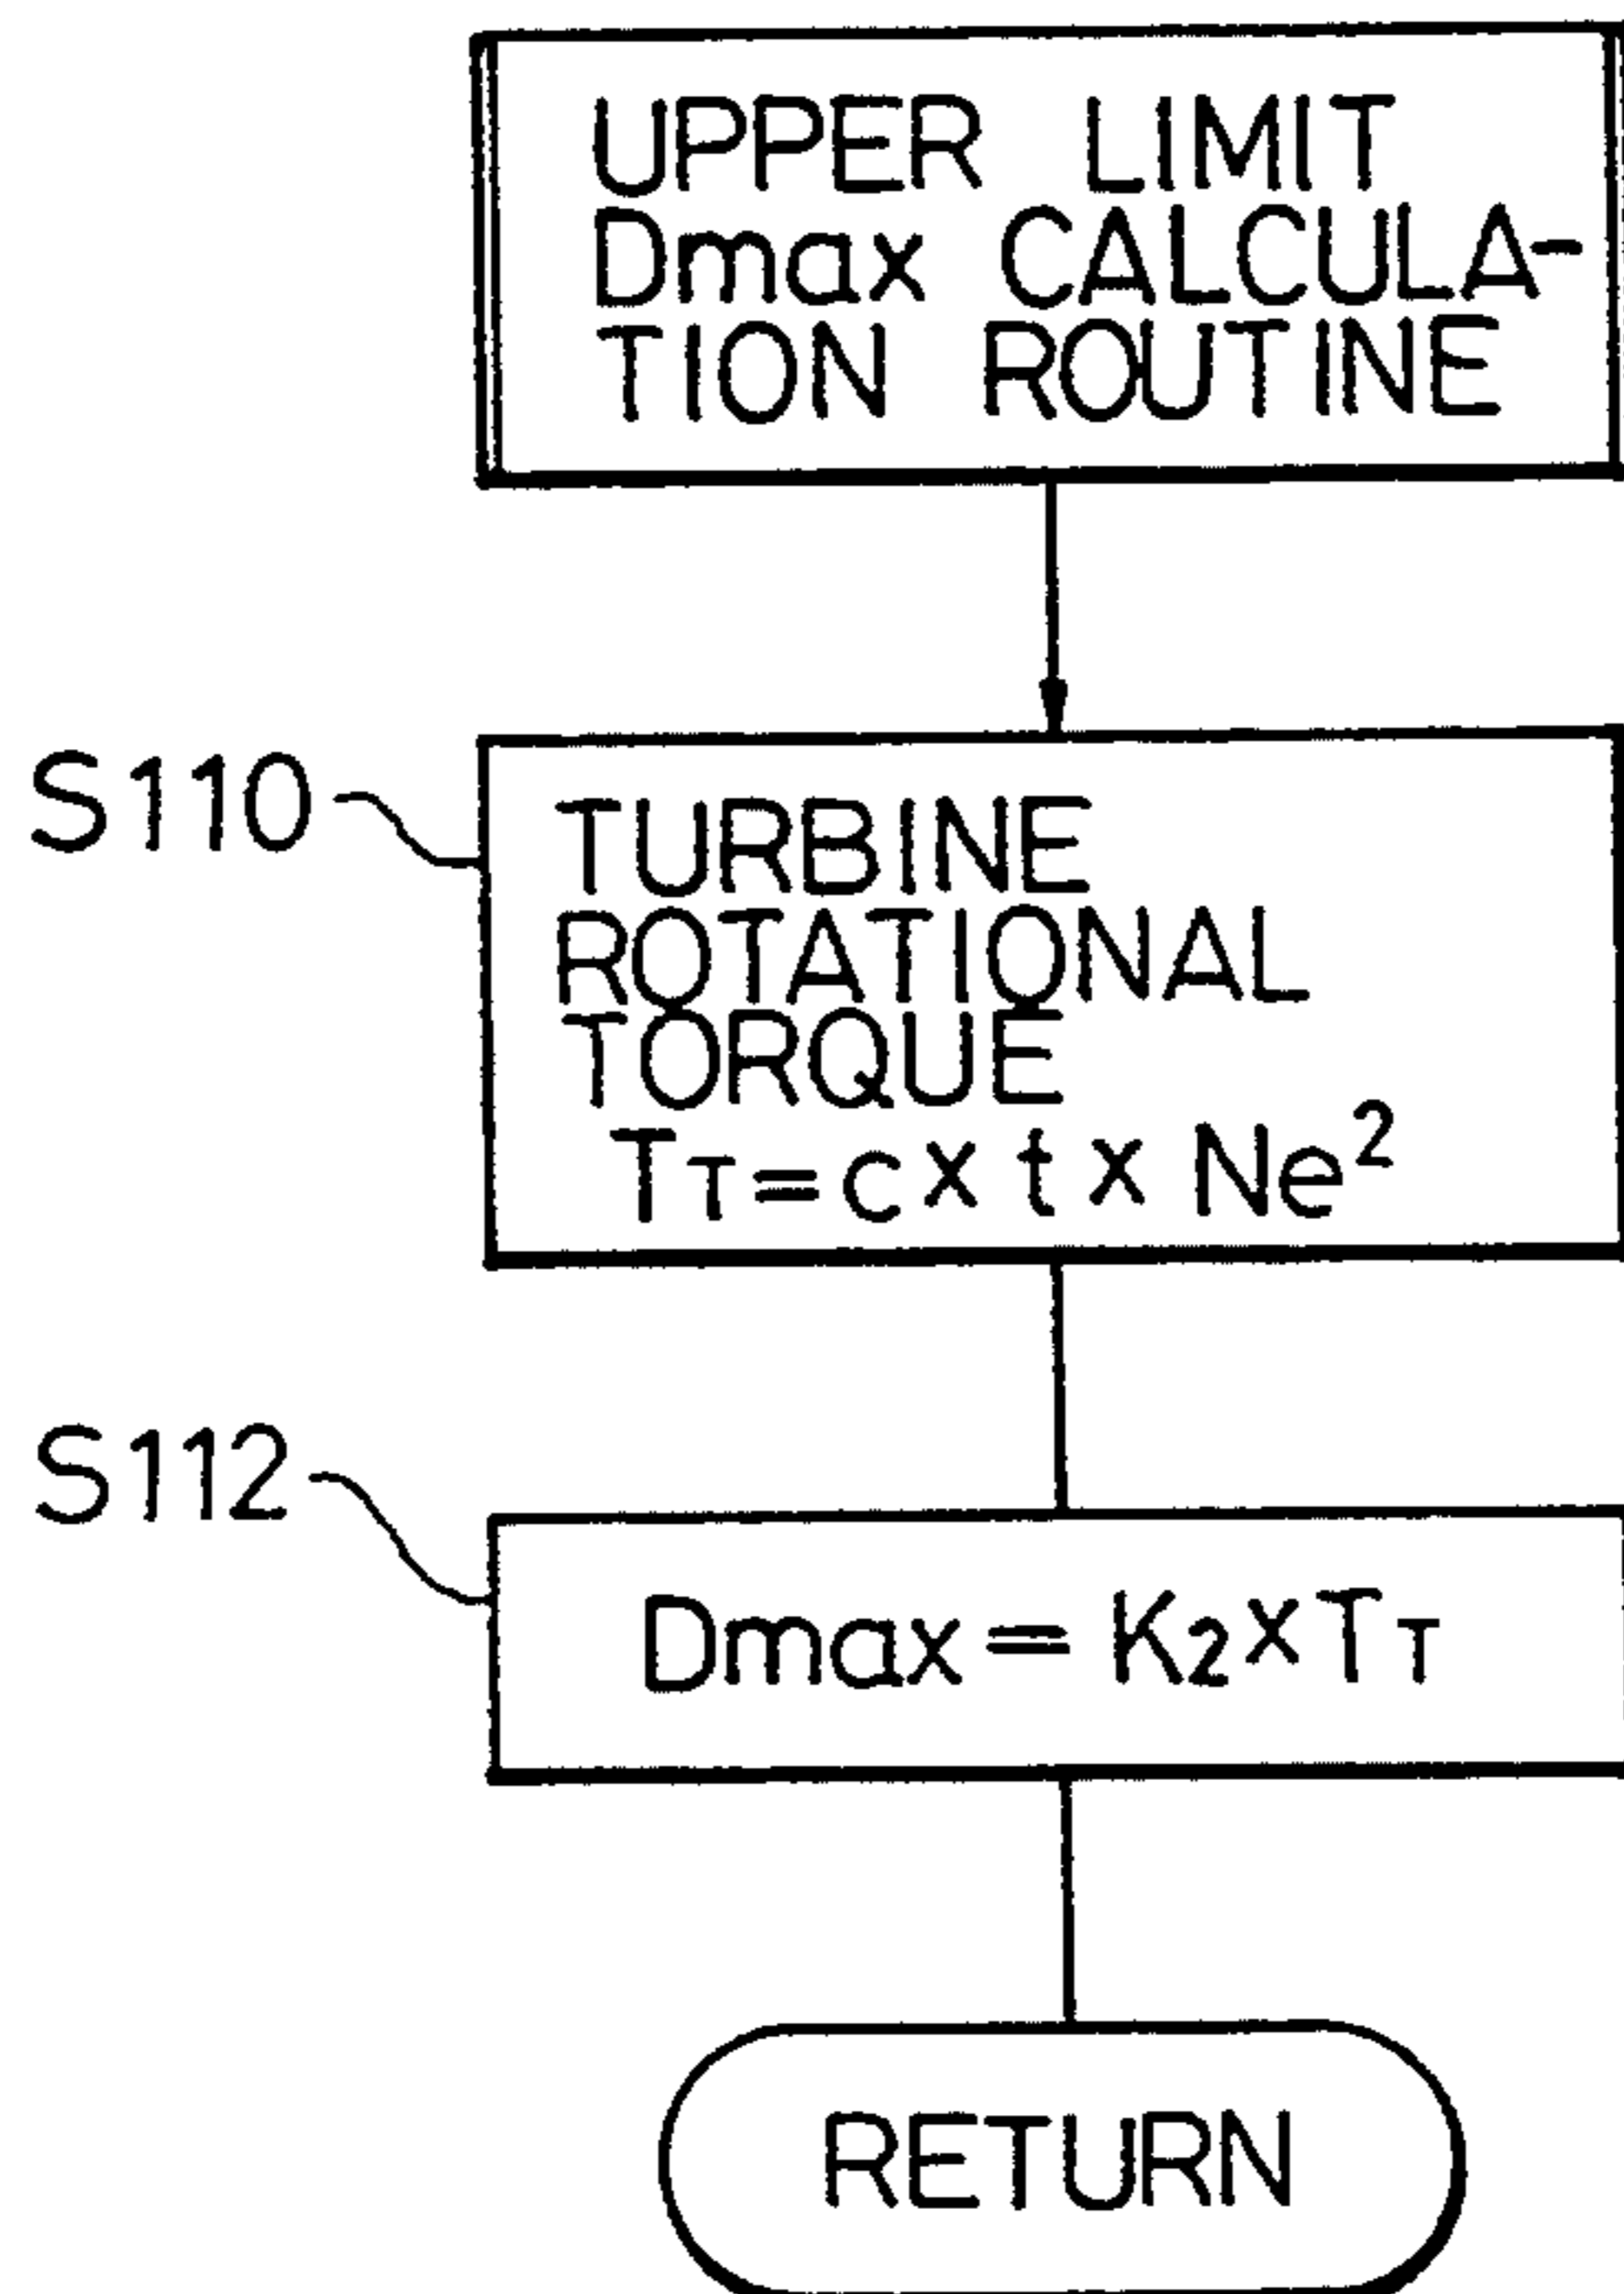 UPPER LIMIT
Dmax CALCULA-
TION ROUTINE
S110
TURBINE
ROTATIONAL
TORQUE
TT=c×t×Ne²
S112
Dmax=K₂×TT
RETURN